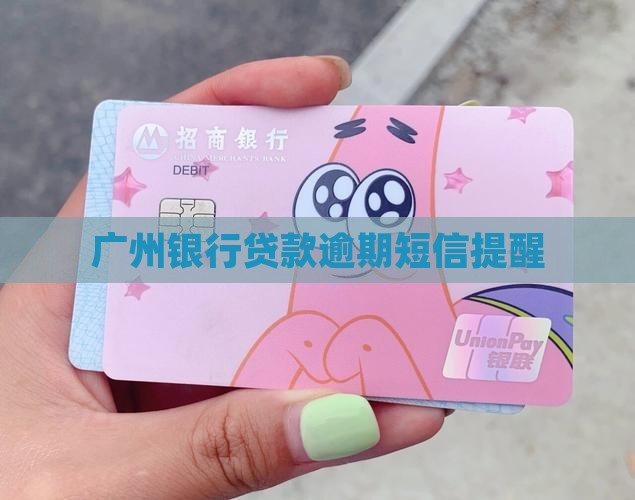 招商银行
CHINA MERCHANTS BANK
DEBIT
广州银行贷款逾期短信提醒
UnionPay
银联